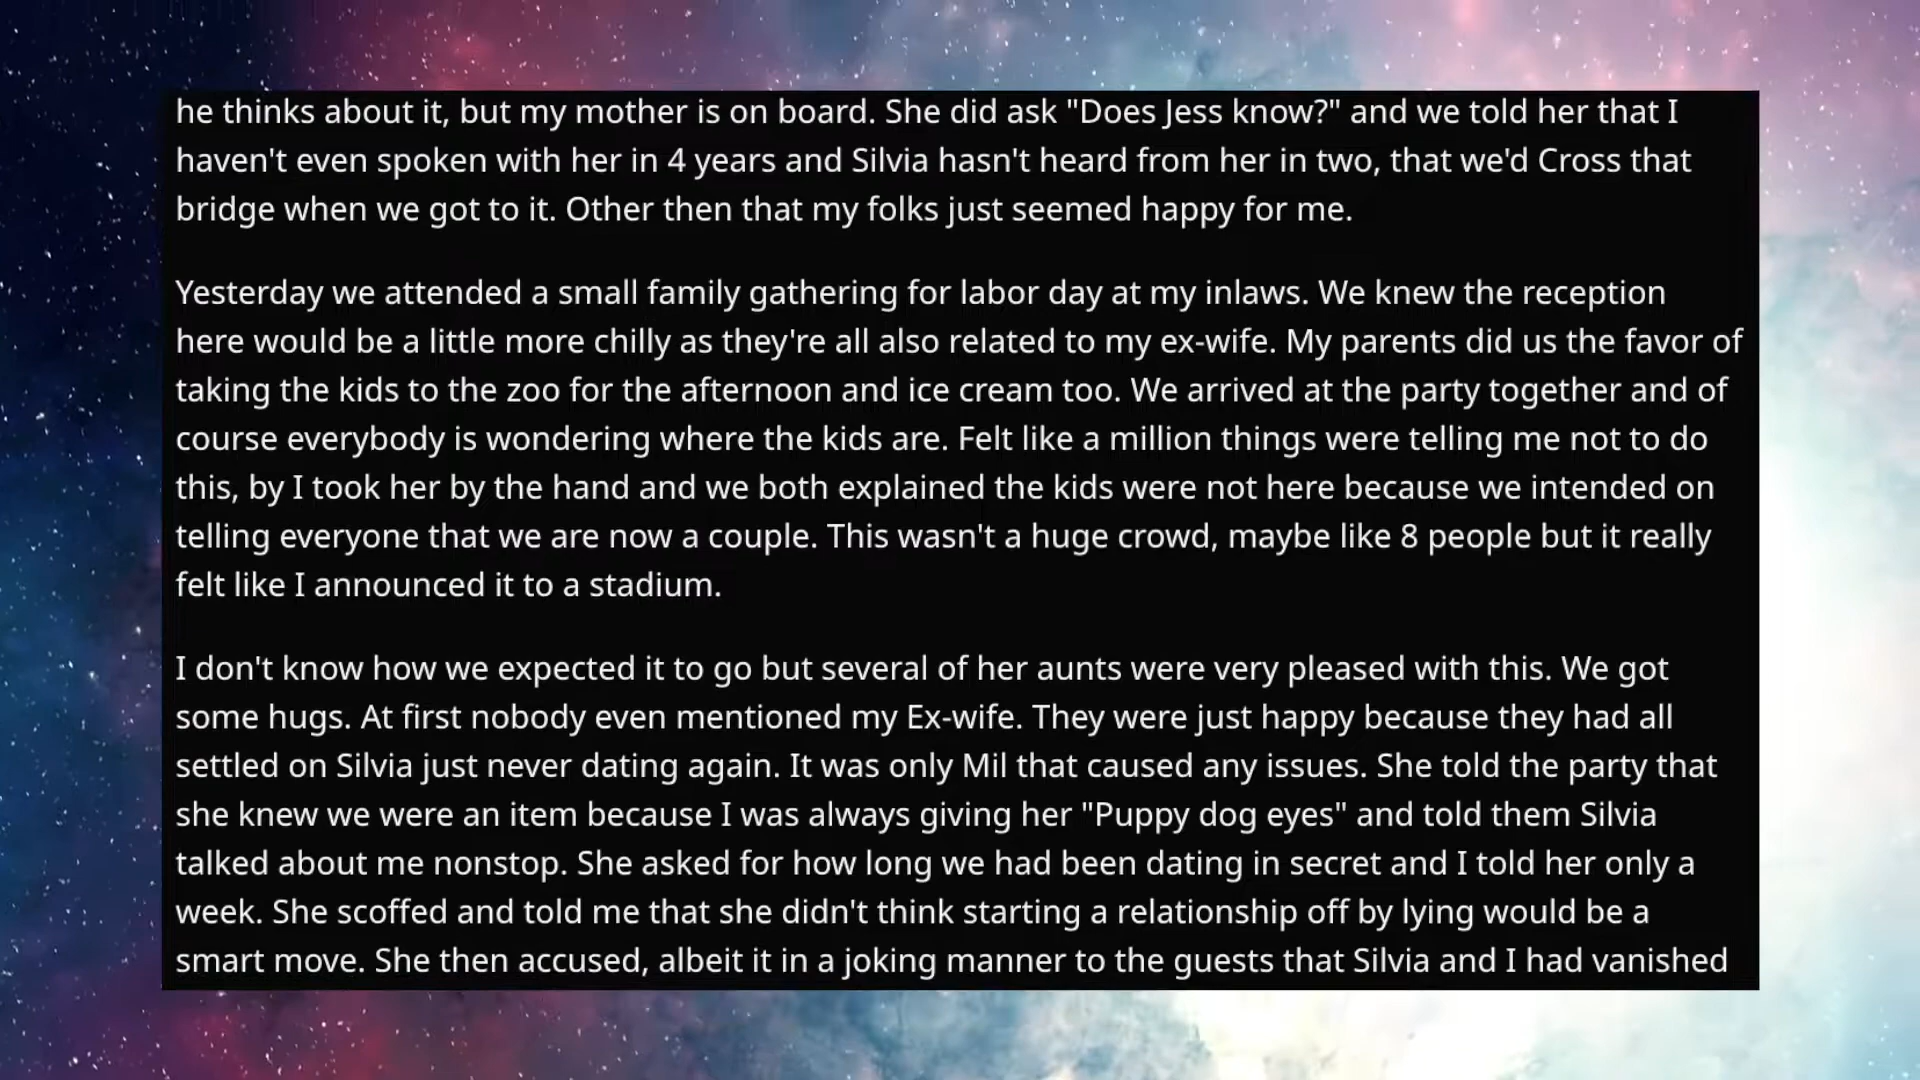 he thinks about it, but my mother is on board. She did ask "Does Jess know?" and we told her that I
haven't even spoken with her in 4 years and Silvia hasn't heard from her in two, that we'd Cross that
bridge when we got to it. Other then that my folks just seemed happy for me.
Yesterday we attended a small family gathering for labor day at my inlaws. We knew the reception
here would be a little more chilly as they're all also related to my ex-wife. My parents did us the favor of
taking the kids to the zoo for the afternoon and ice cream too. We arrived at the party together and of
course everybody is wondering where the kids are. Felt like a million things were telling me not to do
this, by I took her by the hand and we both explained the kids were not here because we intended on
telling everyone that we are now a couple. This wasn't a huge crowd, maybe like 8 people but it really
felt like I announced it to a stadium.
I don't know how we expected it to go but several of her aunts were very pleased with this. We got
some hugs. At first nobody even mentioned my Ex-wife. They were just happy because they had all
settled on Silvia just never dating again. It was only Mil that caused any issues. She told the party that
she knew we were an item because I was always giving her "Puppy dog eyes" and told them Silvia
talked about me nonstop. She asked for how long we had been dating in secret and I told her only a
week. She scoffed and told me that she didn't think starting a relationship off by lying would be a
smart move. She then accused, albeit it in a joking manner to the guests that Silvia and I had vanished